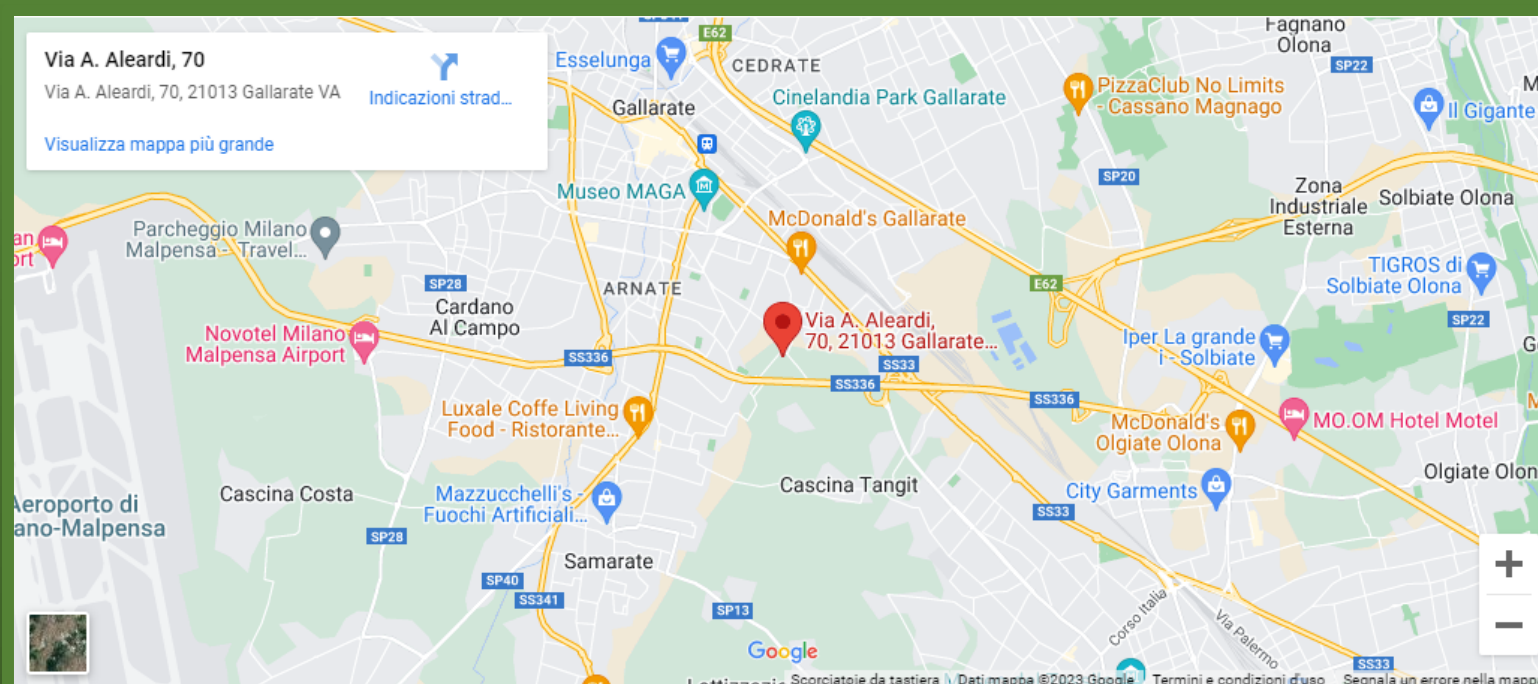 Via A. Aleardi, 70
Via A. Aleardi, 70, 21013 Gallarate VA
Indicazioni strad...
Visualizza mappa più grande
E62
Esselunga
CEDRATE
Gallarate
Cinelandia Park Gallarate
Fagnano
Olona
SP22
PizzaClub No Limits
- Cassano Magnago
Il Gigante
SP20
Museo MAGA
Zona
Industriale
Esterna
Solbiate Olona
McDonald's Gallarate
Parcheggio Milano
Malpensa - Travel...
SP28
ARNATE
E62
TIGROS di
Solbiate Olona
Cardano
Al Campo
SP22
Via A. Aleardi,
70, 21013 Gallarate...
Novotel Milano
Malpensa Airport
SS336
SS33
SS336
Iper La grande
i - Solbiate
SS336
Luxale Coffe Living
Food - Ristorante...
McDonald's
Olgiate Olona
MO.OM Hotel Motel
Cascina Costa
Mazzucchelli's -
Fuochi Artificiali...
Cascina Tangit
City Garments
SS33
SP28
Samarate
SP40
SS341
SP13
Corso Italia
Via Palermo
SS33
Google
Scorciatoie da tastiera
Dati mappa ©2023 Google
Termini e condizioni d'uso